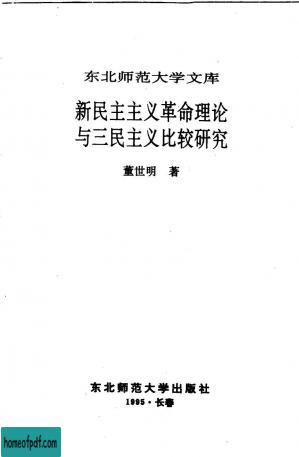 东北师范大学文库
新民主主义革命理论
与三民主义比较研究
董世明 著
东北师范大学出版社
1995·长春
homeofpdf.com